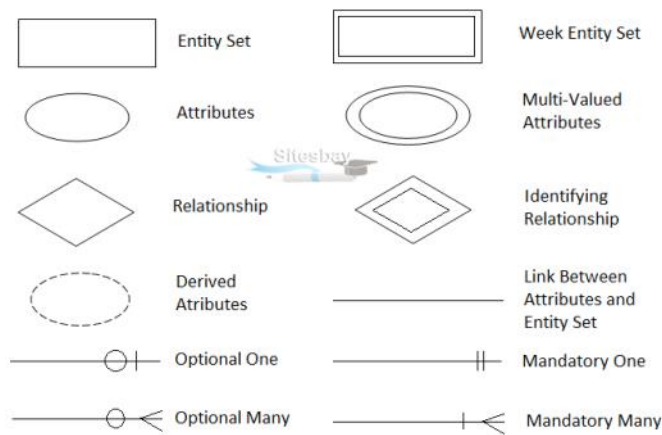 Entity Set
Week Entity Set
Attributes
Multi-Valued
Attributes
Sitesbay
Relationship
Identifying
Relationship
Derived
Atributes
Link Between
Attributes and
Entity Set
Optional One
Mandatory One
Optional Many
Mandatory Many